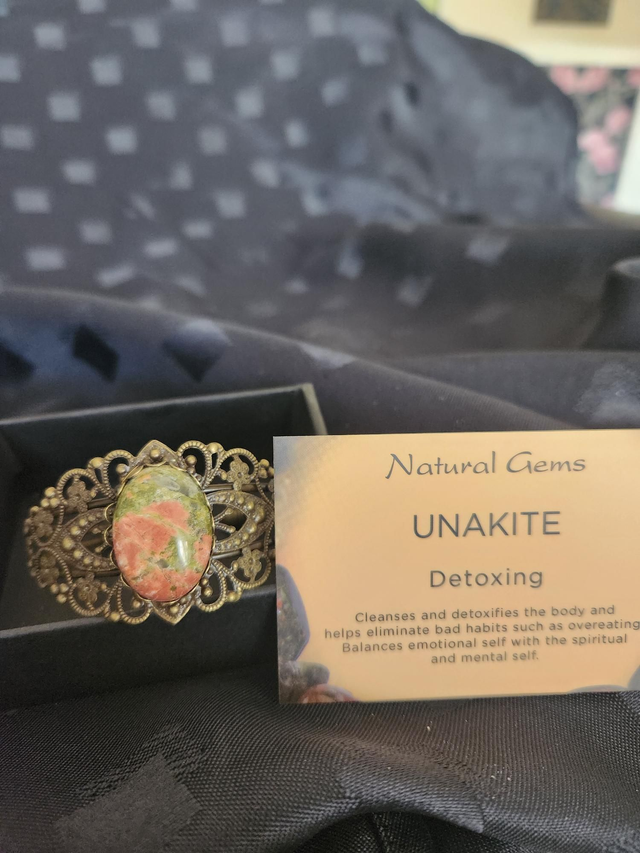 Natural Gems
UNAKITE
Detoxing
Cleanses and detoxifies the body and
helps eliminate bad habits such as overeating
Balances emotional self with the spiritual
and mental self.